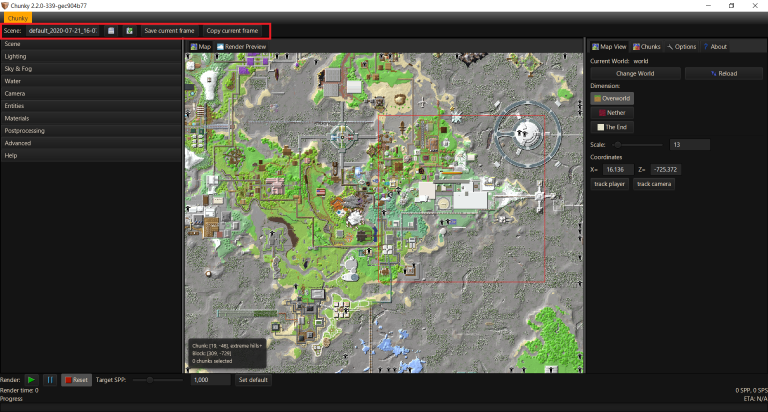 Chunky 2.2.0-339-gec904b77
Chunky
Scene: default_2020-07-21_16-0 Save current frame Copy current frame
Scene
Lighting
Sky & Fog
Water
Camera
Entities
Materials
Postprocessing
Advanced
Help
Map Render Preview
Chunk: [19, -46], extreme hills+
Block: [309, -729]
0 chunks selected
Map View Chunks Options ? About
Current World: world
Change World Reload
Dimension:
Overworld
Nether
The End
Scale: 13
Coordinates
X= 16.136 Z= -725.372
track player track camera
Render: Reset Target SPP: 1,000 Set default
Render time: 0 0 SPP, 0 SPS
Progress ETA: N/A